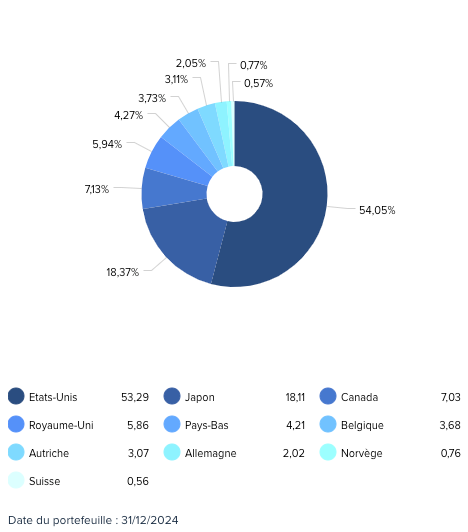 2,05%
0,77%
3,11%
0,57%
3,73%
4,27%
5,94%
7,13%
54,05%
18,37%
Etats-Unis 53,29 Japon 18,11 Canada 7,03
Royaume-Uni 5,86 Pays-Bas 4,21 Belgique 3,68
Autriche 3,07 Allemagne 2,02 Norvège 0,76
Suisse 0,56
Date du portefeuille : 31/12/2024